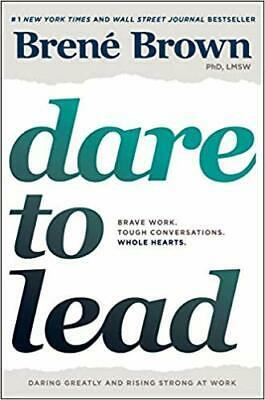 #1 NEW YORK TIMES AND WALL STREET JOURNAL BESTSELLER
Brené Brown
PhD, LMSW
dare
BRAVE WORK.
TOUGH CONVERSATIONS.
WHOLE HEARTS.
to
lead
DARING GREATLY AND RISING STRONG AT WORK